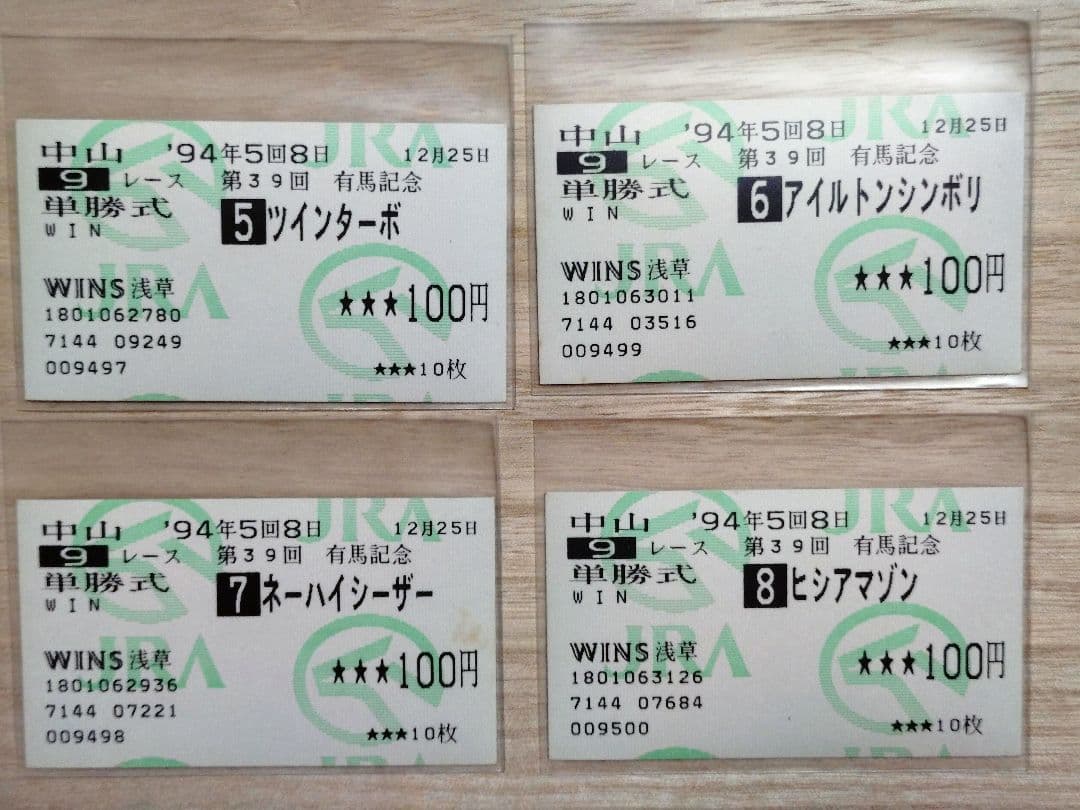 中山 '94年5回8日 12月25日
9 レース 第39回 有馬記念
単勝式 5 ツインターボ
WIN
JRA
WINS浅草 ★★★100円
1801062780
7144 09249
009497 ★★★10枚
中山 '94年5回8日 12月25日
9 レース 第39回 有馬記念
単勝式 6 アイルトンシンボリ
WIN
JRA
WINS浅草 ★★★100円
1801063011
7144 03516
009499 ★★★10枚
中山 '94年5回8日 12月25日
9 レース 第39回 有馬記念
単勝式 7 ネーハイシーザー
WIN
JRA
WINS浅草 ★★★100円
1801062936
7144 07221
009498 ★★★10枚
中山 '94年5回8日 12月25日
9 レース 第39回 有馬記念
単勝式 8 ヒシアマゾン
WIN
JRA
WINS浅草 ★★★100円
1801063126
7144 07684
009500 ★★★10枚